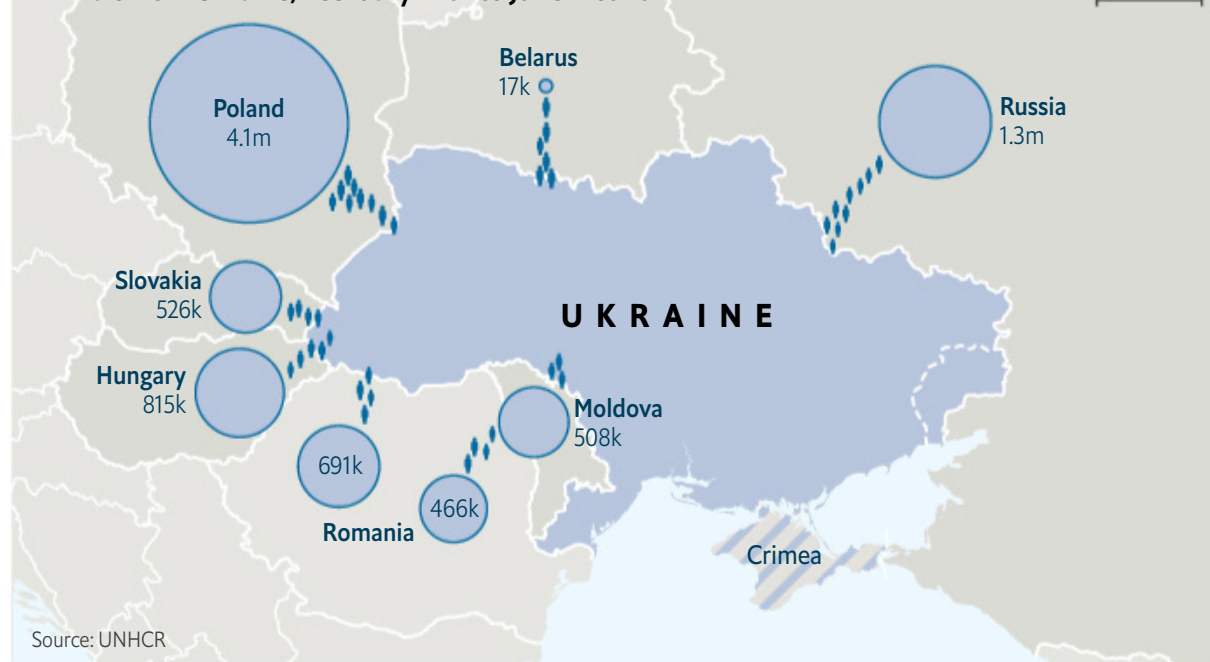 Poland
4.1m
Belarus
17k
Russia
1.3m
Slovakia
526k
UKRAINE
Hungary
815k
Moldova
508k
691k
466k
Romania
Crimea
Source: UNHCR